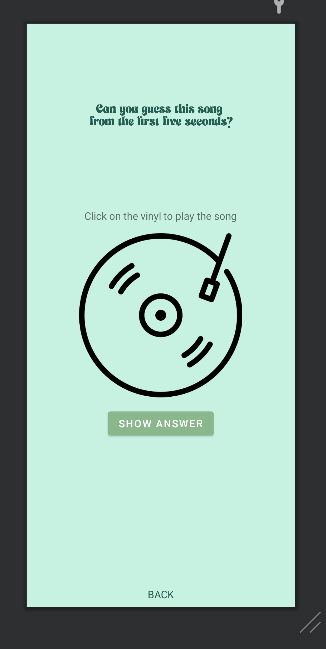 Can you guess this song
from the first five seconds?
Click on the vinyl to play the song
SHOW ANSWER
BACK